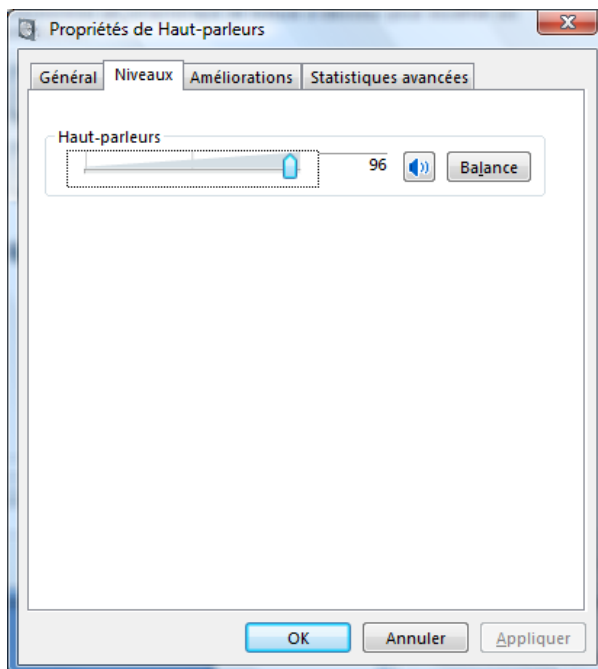 Propriétés de Haut-parleurs
Général Niveaux Améliorations Statistiques avancées
Haut-parleurs
96 Balance
OK Annuler Appliquer